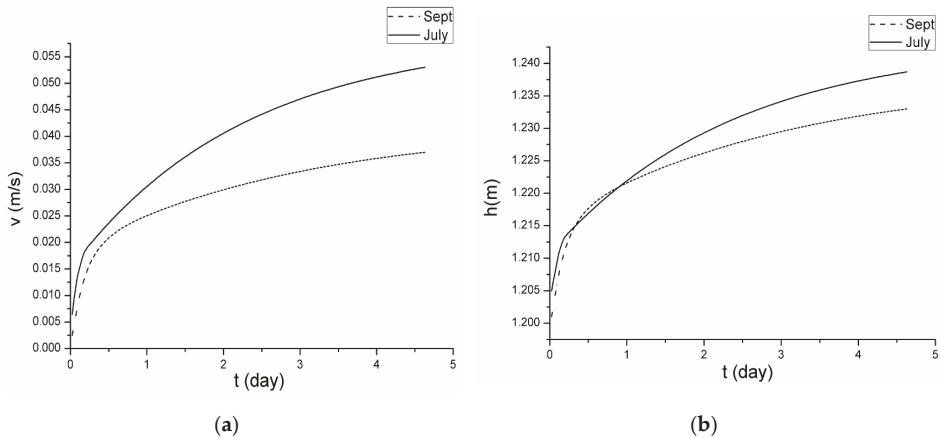 Sept
July
0.055
0.050
0.045
0.040
0.035
0.030
0.025
0.020
0.015
0.010
0.005
0.000
v (m/s)
0 1 2 3 4 5
t (day)
(a)
Sept
July
1.240
1.235
1.230
1.225
1.220
1.215
1.210
1.205
1.200
h(m)
0 1 2 3 4 5
t (day)
(b)